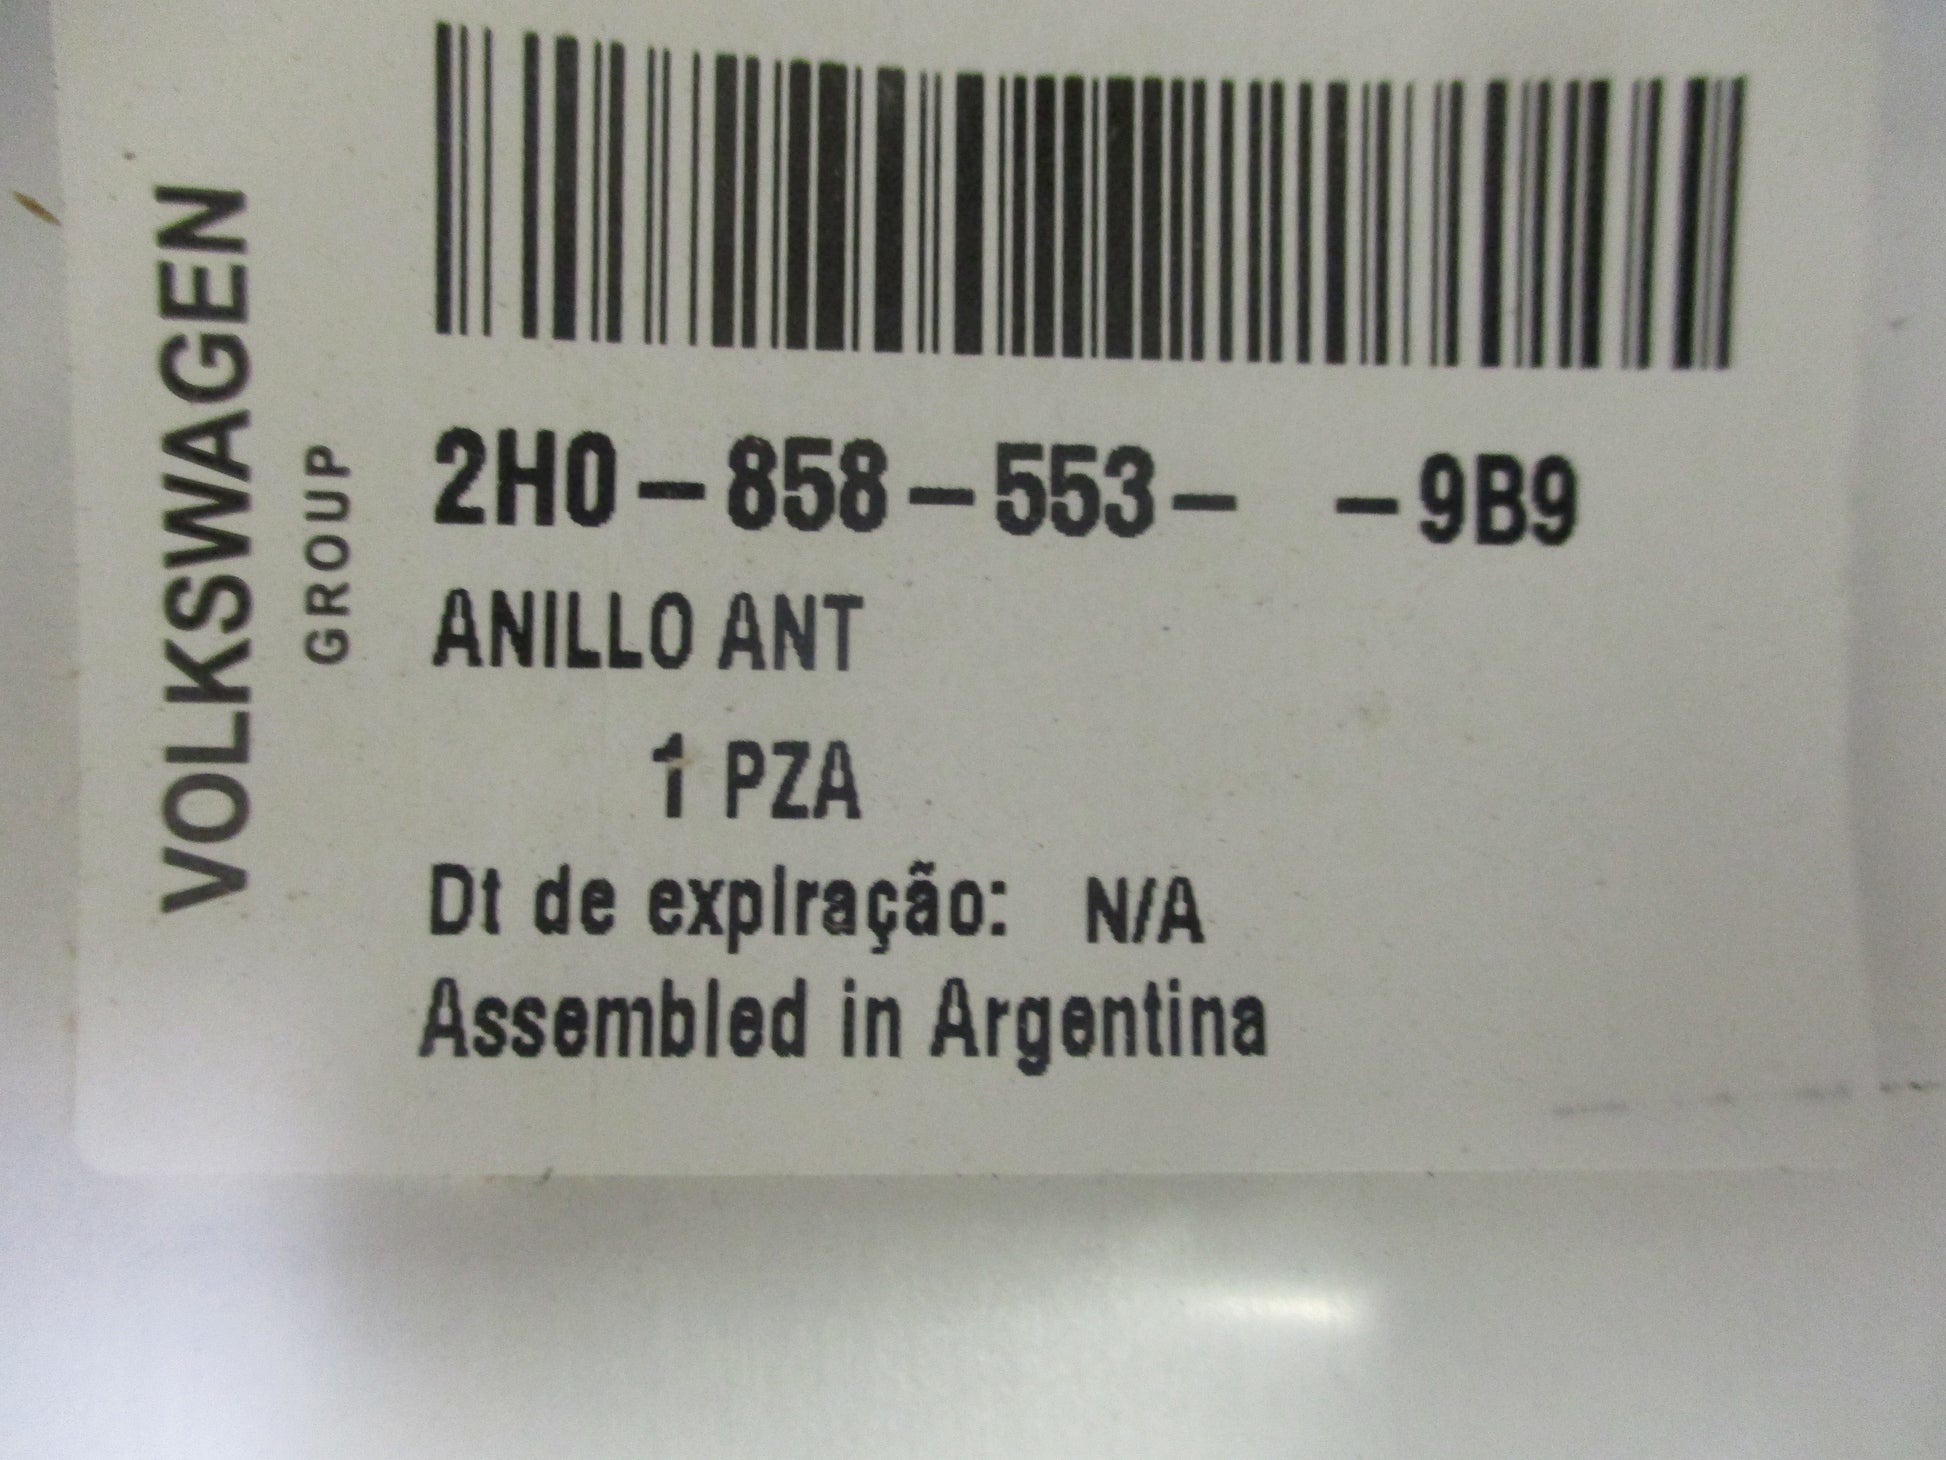 VOLKSWAGEN
GROUP
2H0-858-553- -9B9
ANILLO ANT
1 PZA
Dt de expiração: N/A
Assembled in Argentina